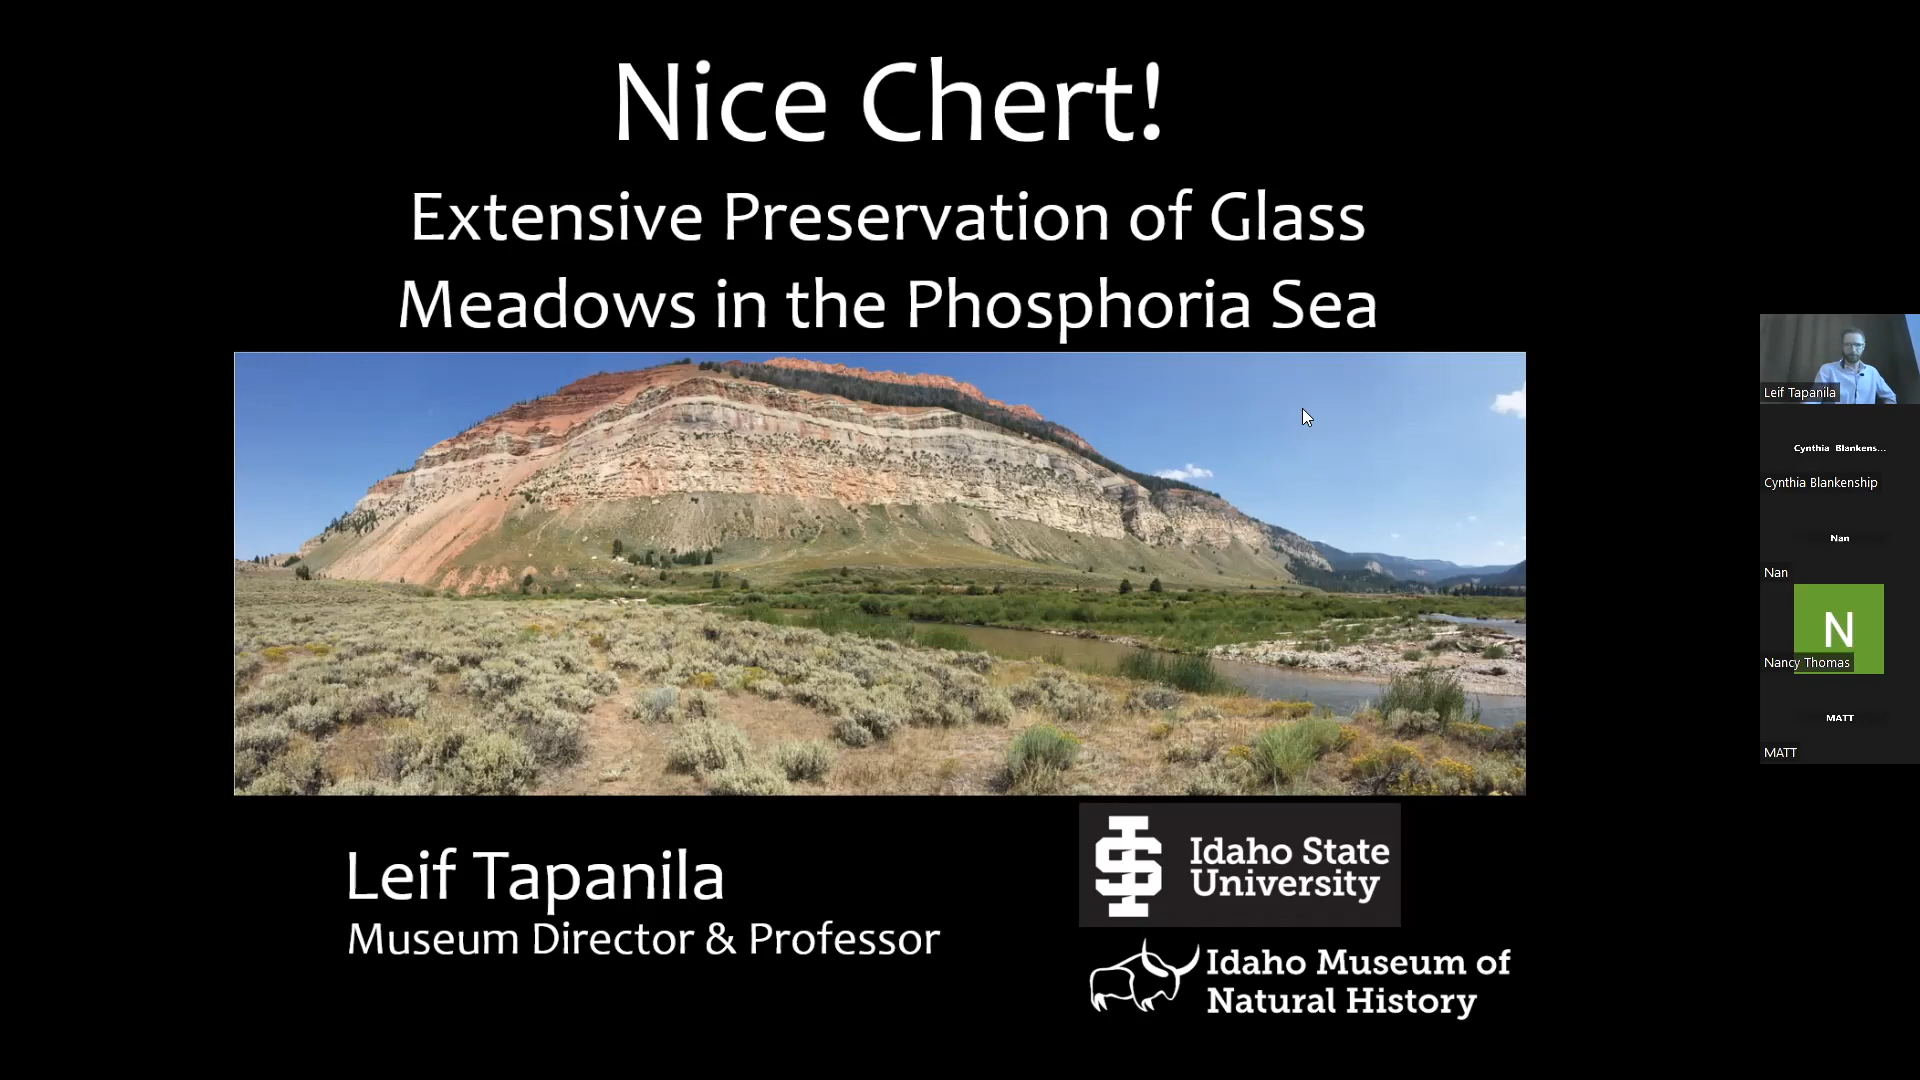 Nice Chert!
Extensive Preservation of Glass
Meadows in the Phosphoria Sea
Leif Tapanila
Museum Director & Professor
Idaho State
University
Idaho Museum of
Natural History
Leif Tapanila
Cynthia Blankens...
Cynthia Blankenship
Nan
Nan
N
Nancy Thomas
MATT
MATT